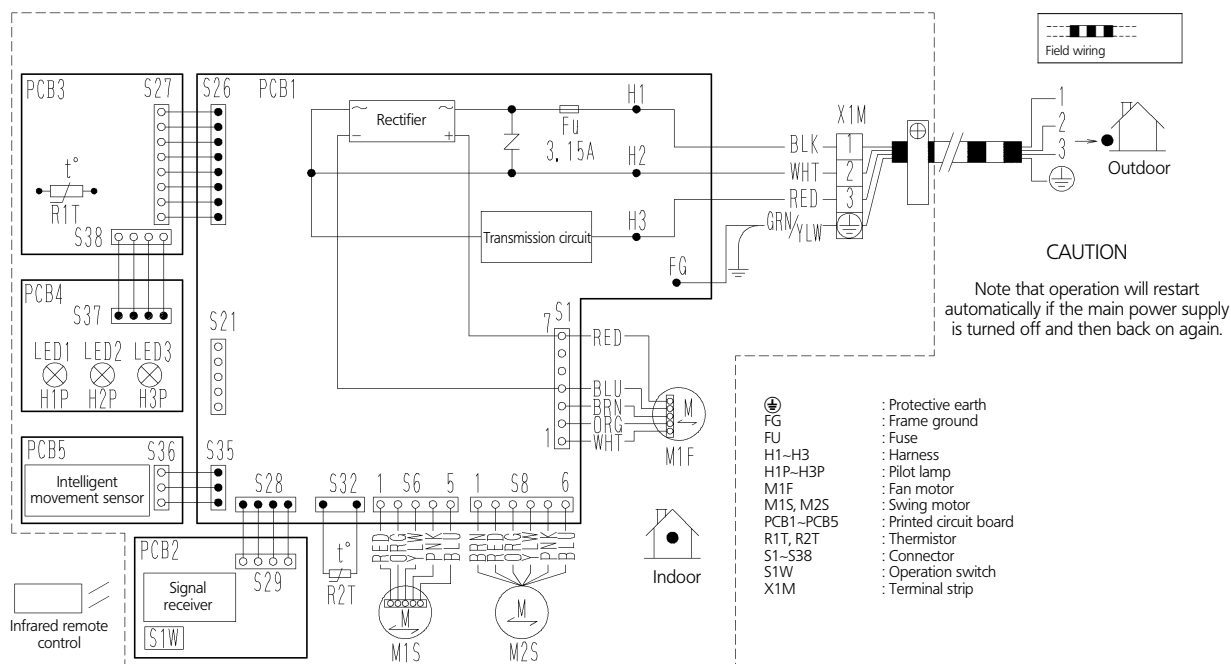 PCB3
S27
S26
PCB1
Rectifier
H1
Fu
3.15A
H2
Transmission circuit
H3
FG
t°
R1T
S38
PCB4
S37
LED1 LED2 LED3
H1P H2P H3P
S21
PCB5
S36
S35
Intelligent
movement sensor
S28
S32
1 S6 5
1 S8 6
S1
7
1
RED
BLU
BRN
ORG
WHT
M
M1F
BLK
WHT
RED
GRN/YLW
X1M
1
2
3
Field wiring
1
2
3
Outdoor
CAUTION
Note that operation will restart
automatically if the main power supply
is turned off and then back on again.
PCB2
S29
Signal
receiver
S1W
t°
R2T
RED
ORG
YLW
PNK
BLU
M
M1S
BRN
RED
ORG
YLW
PNK
BLU
M
M2S
Indoor
Infrared remote
control
: Protective earth
FG : Frame ground
FU : Fuse
H1~H3 : Harness
H1P~H3P : Pilot lamp
M1F : Fan motor
M1S, M2S : Swing motor
PCB1~PCB5 : Printed circuit board
R1T, R2T : Thermistor
S1~S38 : Connector
S1W : Operation switch
X1M : Terminal strip